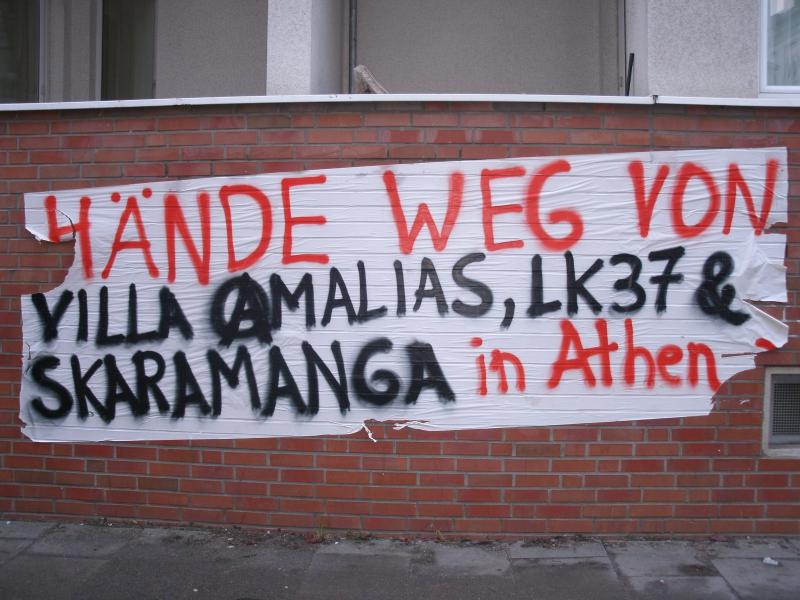 HÄNDE WEG VON
VILLA AMALIAS, LK37 &
SKARAMANGA in Athen